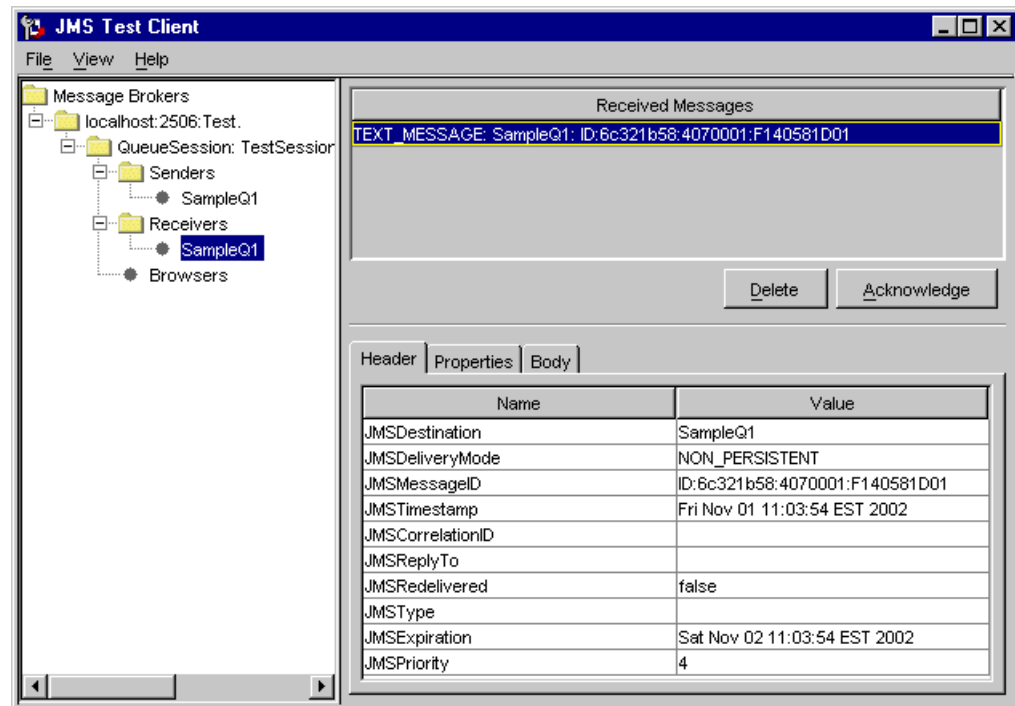 JMS Test Client
File View Help
Message Brokers
localhost:2506:Test.
QueueSession: TestSession
Senders
SampleQ1
Receivers
SampleQ1
Browsers
Received Messages
TEXT_MESSAGE: SampleQ1: ID:6c321b58:4070001:F140581D01
Delete Acknowledge
Header Properties Body
Name Value
JMSDestination SampleQ1
JMSDeliveryMode NON_PERSISTENT
JMSMessageID ID:6c321b58:4070001:F140581D01
JMSTimestamp Fri Nov 01 11:03:54 EST 2002
JMSCorrelationID
JMSReplyTo
JMSRedelivered false
JMSType
JMSExpiration Sat Nov 02 11:03:54 EST 2002
JMSPriority 4